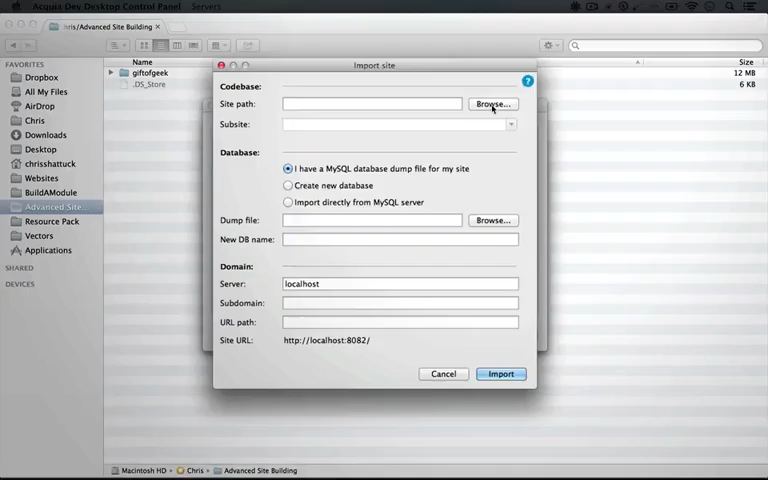 Acquia Dev Desktop Control Panel Servers
hris/Advanced Site Building
FAVORITES
Dropbox
All My Files
AirDrop
Chris
Downloads
Desktop
chrisshattuck
Websites
BuildAModule
Advanced Site...
Resource Pack
Vectors
Applications
SHARED
DEVICES
Name
Size
giftofgeek
12 MB
.DS_Store
6 KB
Import site
Codebase:
?
Site path:
Browse...
Subsite:
Database:
I have a MySQL database dump file for my site
Create new database
Import directly from MySQL server
Dump file:
Browse...
New DB name:
Domain:
Server: localhost
Subdomain:
URL path:
Site URL: http://localhost:8082/
Cancel
Import
Macintosh HD
Chris
Advanced Site Building